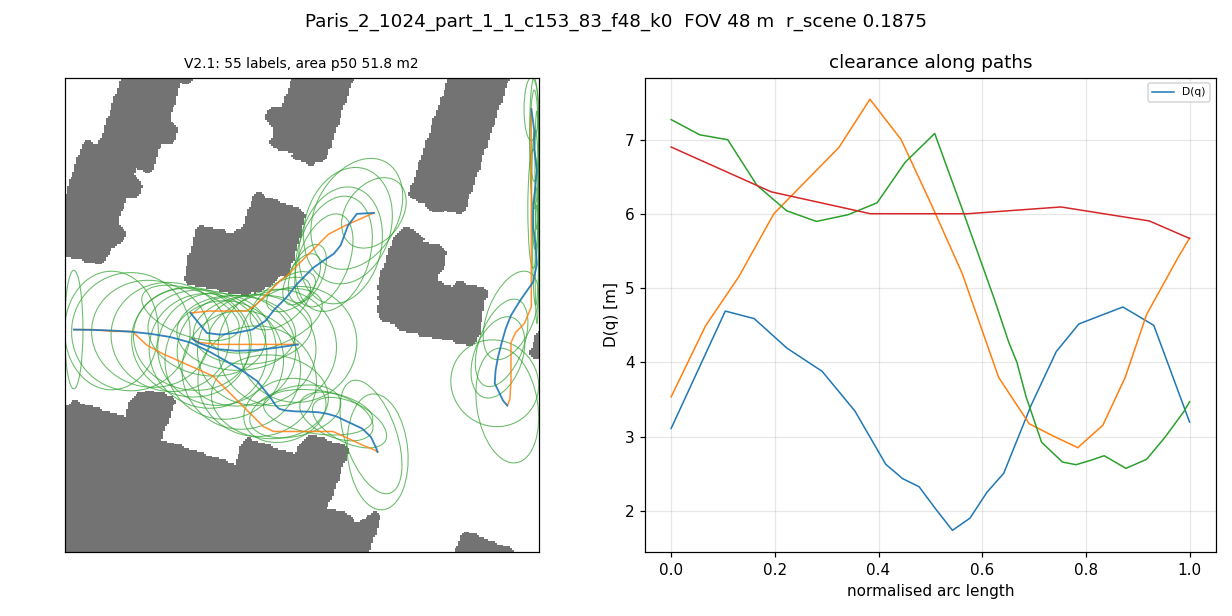 Paris_2_1024_part_1_1_c153_83_f48_k0  FOV 48 m  r_scene 0.1875
V2.1: 55 labels, area p50 51.8 m2
clearance along paths
D(q)
7
6
5
4
3
2
D(q) [m]
0.0 0.2 0.4 0.6 0.8 1.0
normalised arc length